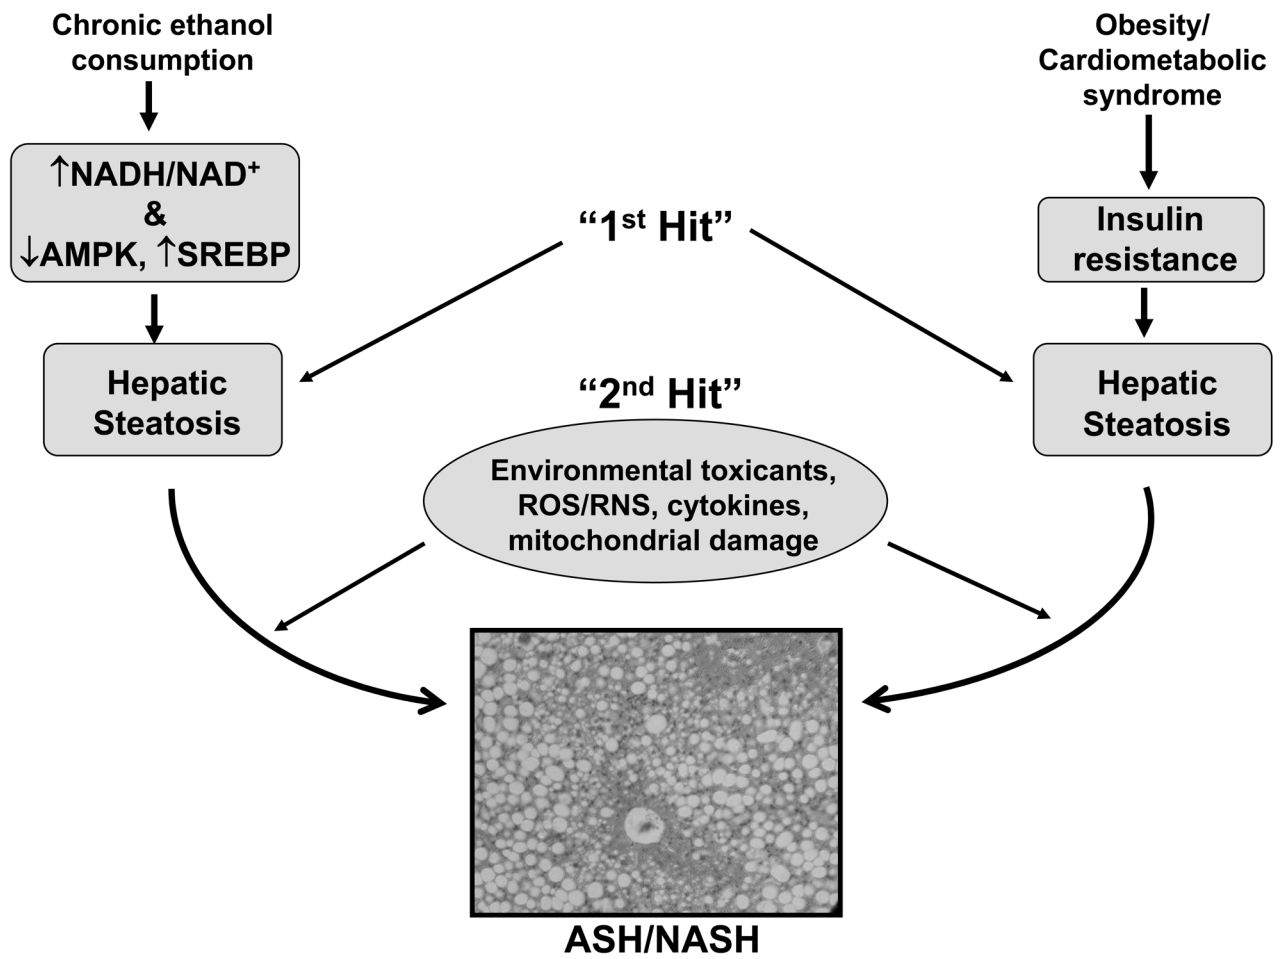 Chronic ethanol
consumption
↑NADH/NAD⁺
&
↓AMPK, ↑SREBP
Hepatic
Steatosis
“1st Hit”
“2nd Hit”
Environmental toxicants,
ROS/RNS, cytokines,
mitochondrial damage
Obesity/
Cardiometabolic
syndrome
Insulin
resistance
Hepatic
Steatosis
ASH/NASH